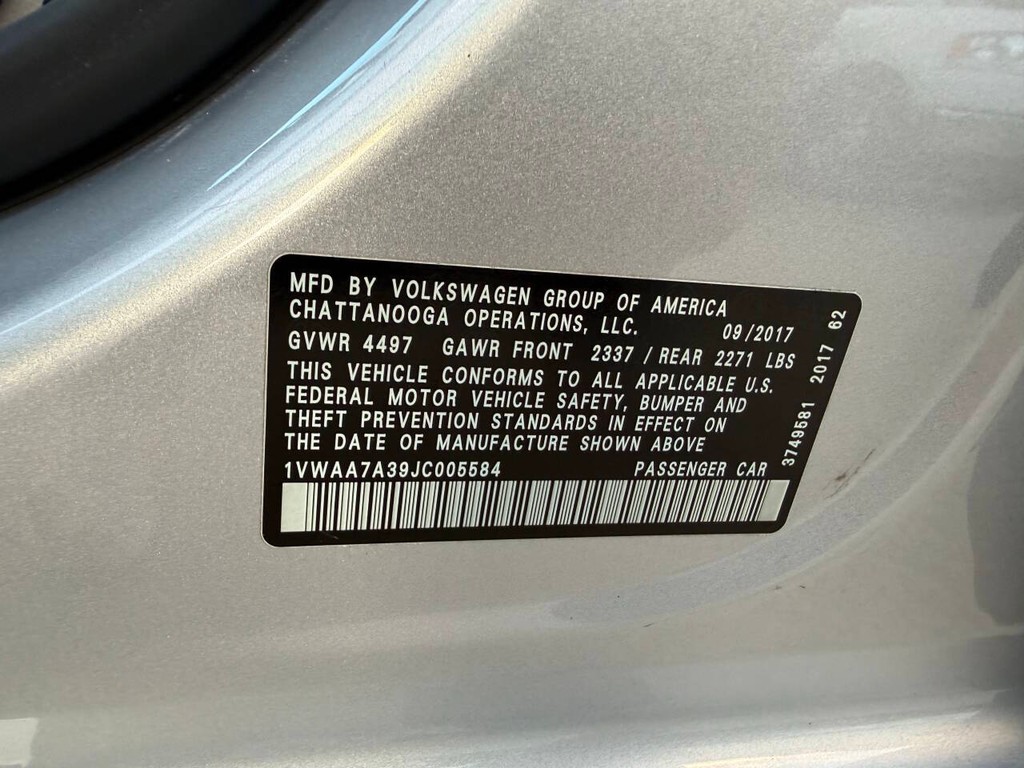 MFD BY VOLKSWAGEN GROUP OF AMERICA
CHATTANOOGA OPERATIONS, LLC. 09/2017
GVWR 4497 GAWR FRONT 2337 / REAR 2271 LBS
THIS VEHICLE CONFORMS TO ALL APPLICABLE U.S.
FEDERAL MOTOR VEHICLE SAFETY, BUMPER AND
THEFT PREVENTION STANDARDS IN EFFECT ON
THE DATE OF MANUFACTURE SHOWN ABOVE
1VWAA7A39JC005584 PASSENGER CAR
3749581 2017 62